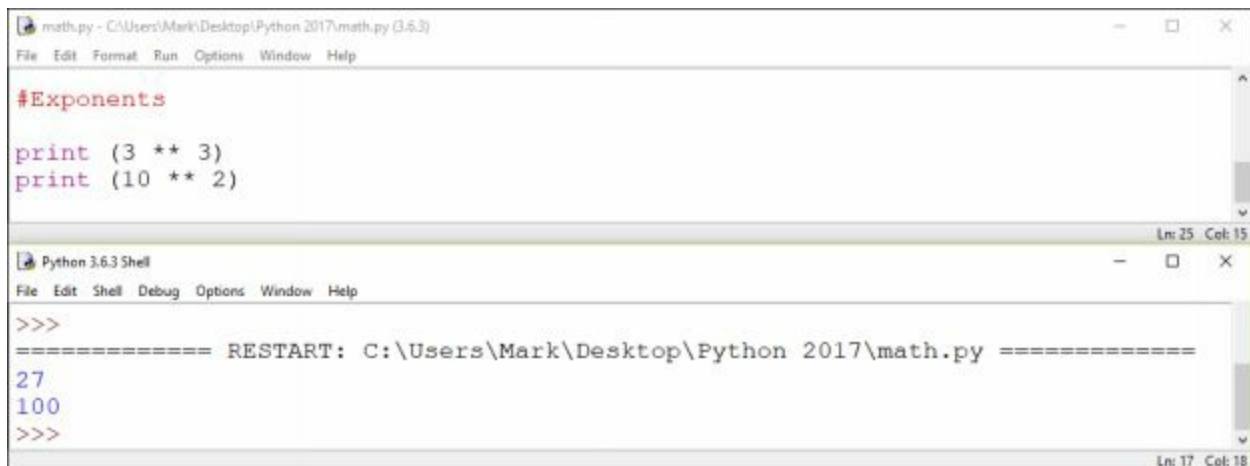 math.py - C:\Users\Mark\Desktop\Python 2017\math.py (3.6.3)
File Edit Format Run Options Window Help
#Exponents
print (3 ** 3)
print (10 ** 2)
Ln: 25 Col: 15
Python 3.6.3 Shell
File Edit Shell Debug Options Window Help
>>>
============= RESTART: C:\Users\Mark\Desktop\Python 2017\math.py =============
27
100
>>>
Ln: 17 Col: 18